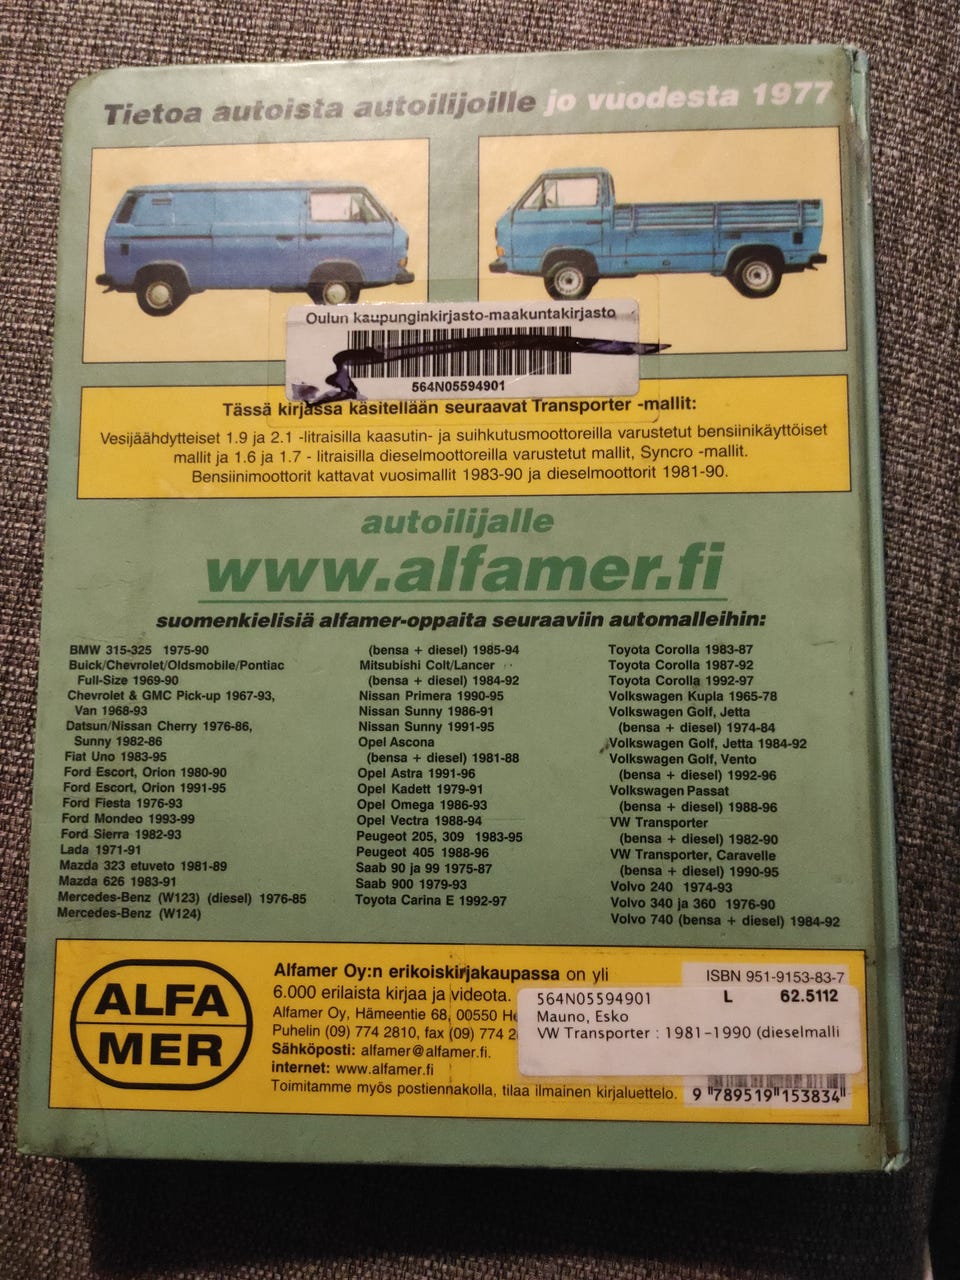 Tietoa autoista autoilijoille jo vuodesta 1977
Oulun kaupunginkirjasto-maakuntakirjasto
564N05594901
Tässä kirjassa käsitellään seuraavat Transporter -mallit:
Vesijäähdytteiset 1.9 ja 2.1 -litraisilla kaasutin- ja suihkutusmoottoreilla varustetut bensiinikäyttöiset
mallit ja 1.6 ja 1.7 - litraisilla dieselmoottoreilla varustetut mallit, Syncro -mallit.
Bensiinimoottorit kattavat vuosimallit 1983-90 ja dieselmoottorit 1981-90.
autoilijalle
www.alfamer.fi
suomenkielisiä alfamer-oppaita seuraaviin automalleihin:
BMW 315-325 1975-90
Buick/Chevrolet/Oldsmobile/Pontiac
Full-Size 1969-90
Chevrolet & GMC Pick-up 1967-93,
Van 1968-93
Datsun/Nissan Cherry 1976-86,
Sunny 1982-86
Fiat Uno 1983-95
Ford Escort, Orion 1980-90
Ford Escort, Orion 1991-95
Ford Fiesta 1976-93
Ford Mondeo 1993-99
Ford Sierra 1982-93
Lada 1971-91
Mazda 323 etuveto 1981-89
Mazda 626 1983-91
Mercedes-Benz (W123) (diesel) 1976-85
Mercedes-Benz (W124)
(bensa + diesel) 1985-94
Mitsubishi Colt/Lancer
(bensa + diesel) 1984-92
Nissan Primera 1990-95
Nissan Sunny 1986-91
Nissan Sunny 1991-95
Opel Ascona
(bensa + diesel) 1981-88
Opel Astra 1991-96
Opel Kadett 1979-91
Opel Omega 1986-93
Opel Vectra 1988-94
Peugeot 205, 309 1983-95
Peugeot 405 1988-96
Saab 90 ja 99 1975-87
Saab 900 1979-93
Toyota Carina E 1992-97
Toyota Corolla 1983-87
Toyota Corolla 1987-92
Toyota Corolla 1992-97
Volkswagen Kupla 1965-78
Volkswagen Golf, Jetta
(bensa + diesel) 1974-84
Volkswagen Golf, Jetta 1984-92
Volkswagen Golf, Vento
(bensa + diesel) 1992-96
Volkswagen Passat
(bensa + diesel) 1988-96
VW Transporter
(bensa + diesel) 1982-90
VW Transporter, Caravelle
(bensa + diesel) 1990-95
Volvo 240 1974-93
Volvo 340 ja 360 1976-90
Volvo 740 (bensa + diesel) 1984-92
ALFA
MER
Alfamer Oy:n erikoiskirjakaupassa on yli
6.000 erilaista kirjaa ja videota.
Alfamer Oy, Hämeentie 68, 00550 He
Puhelin (09) 774 2810, fax (09) 774 2
Sähköposti: alfamer@alfamer.fi.
internet: www.alfamer.fi
Toimitamme myös postiennakolla, tilaa ilmainen kirjaluettelo.
ISBN 951-9153-83-7
564N05594901 L 62.5112
Mauno, Esko
VW Transporter : 1981-1990 (dieselmalli
9 789519 153834